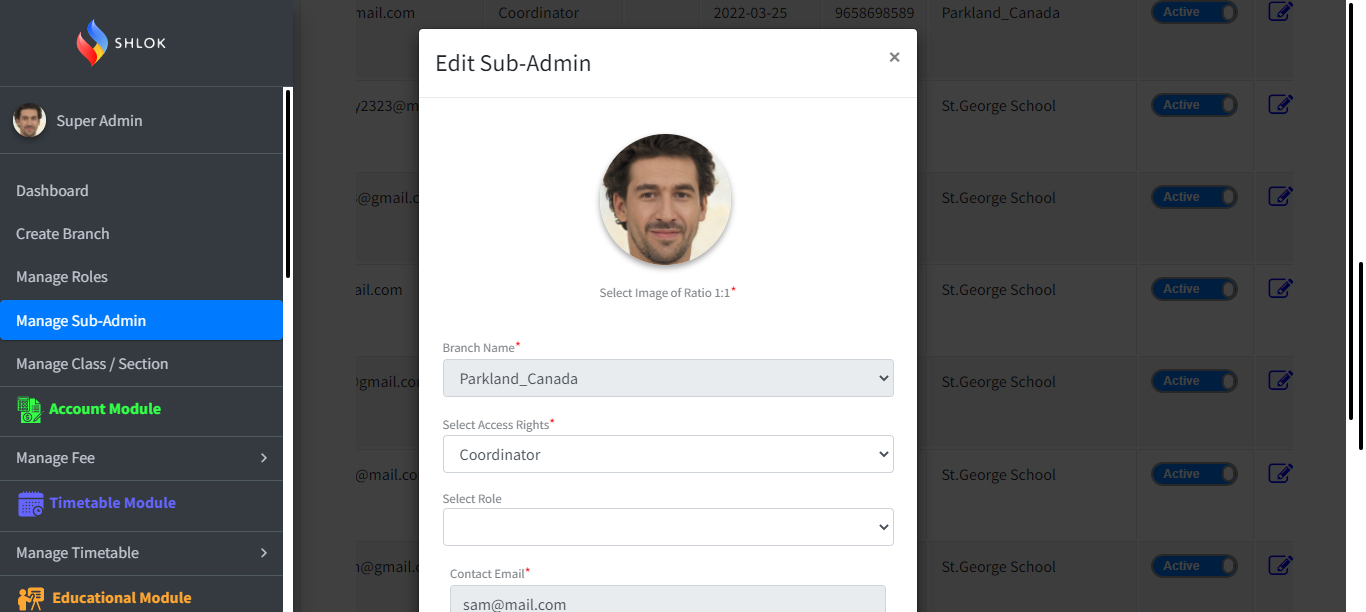 SHLOK
Super Admin
Dashboard
Create Branch
Manage Roles
Manage Sub-Admin
Manage Class / Section
Account Module
Manage Fee
Timetable Module
Manage Timetable
Educational Module
mail.com Coordinator 2022-03-25 9658698589 Parkland_Canada Active
y2323@m St.George School Active
@gmail.c St.George School Active
ail.com St.George School Active
gmail.co St.George School Active
@mail.co St.George School Active
@gmail.c St.George School Active
Edit Sub-Admin ×
Select Image of Ratio 1:1*
Branch Name*
Parkland_Canada
Select Access Rights*
Coordinator
Select Role
Contact Email*
sam@mail.com